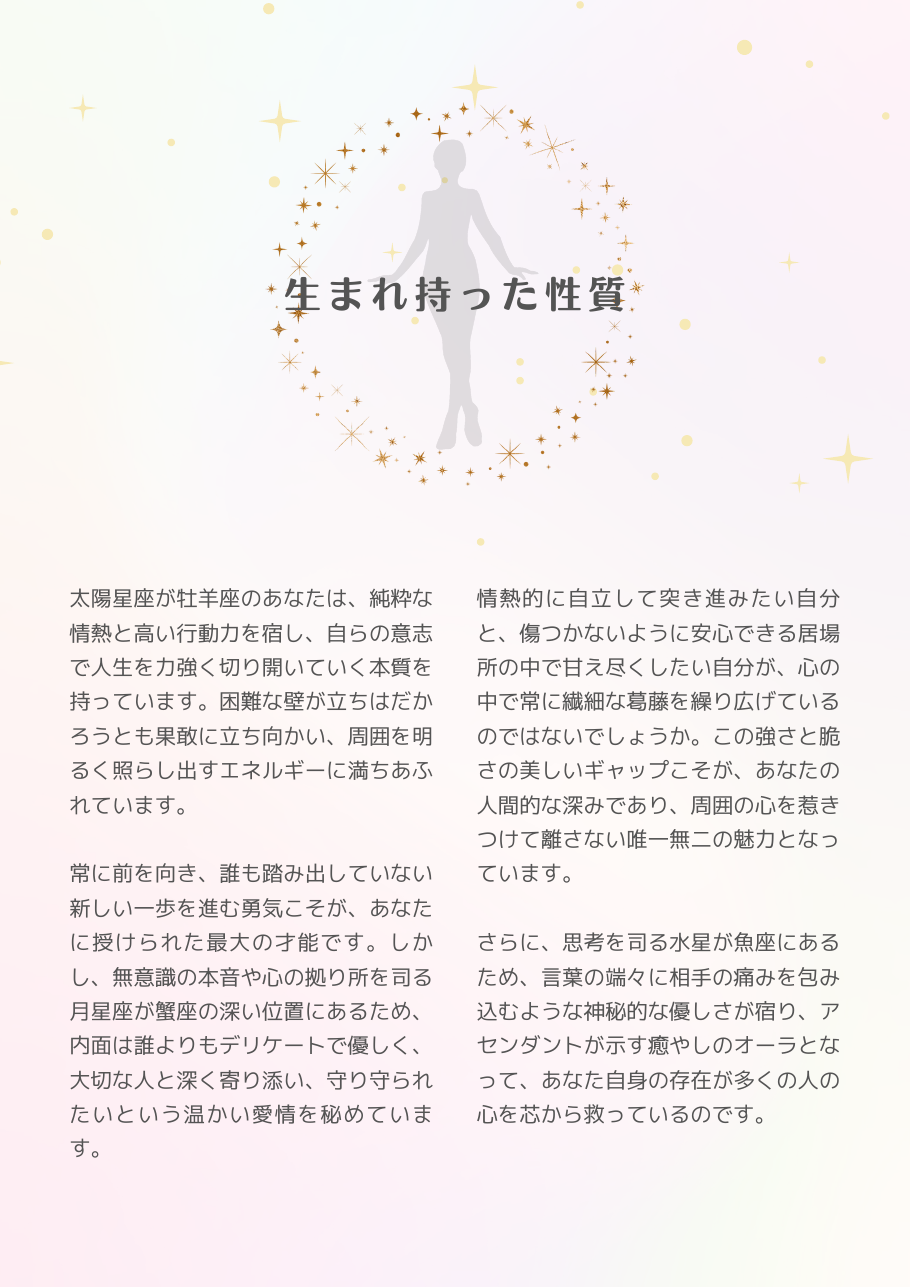 生まれ持った性質
太陽星座が牡羊座のあなたは、純粋な
情熱と高い行動力を宿し、自らの意志
で人生を力強く切り開いていく本質を
持っています。困難な壁が立ちはだか
ろうとも果敢に立ち向かい、周囲を明
るく照らし出すエネルギーに満ちあふ
れています。
常に前を向き、誰も踏み出していない
新しい一歩を進む勇気こそが、あなた
に授けられた最大の才能です。しか
し、無意識の本音や心の拠り所を司る
月星座が蟹座の深い位置にあるため、
内面は誰よりもデリケートで優しく、
大切な人と深く寄り添い、守り守られ
たいという温かい愛情を秘めていま
す。
情熱的に自立して突き進みたい自分
と、傷つかないように安心できる居場
所の中で甘え尽くしたい自分が、心の
中で常に繊細な葛藤を繰り広げている
のではないでしょうか。この強さと脆
さの美しいギャップこそが、あなたの
人間的な深みであり、周囲の心を惹き
つけて離さない唯一無二の魅力となっ
ています。
さらに、思考を司る水星が魚座にある
ため、言葉の端々に相手の痛みを包み
込むような神秘的な優しさが宿り、ア
センダントが示す癒やしのオーラとな
って、あなた自身の存在が多くの人の
心を芯から救っているのです。